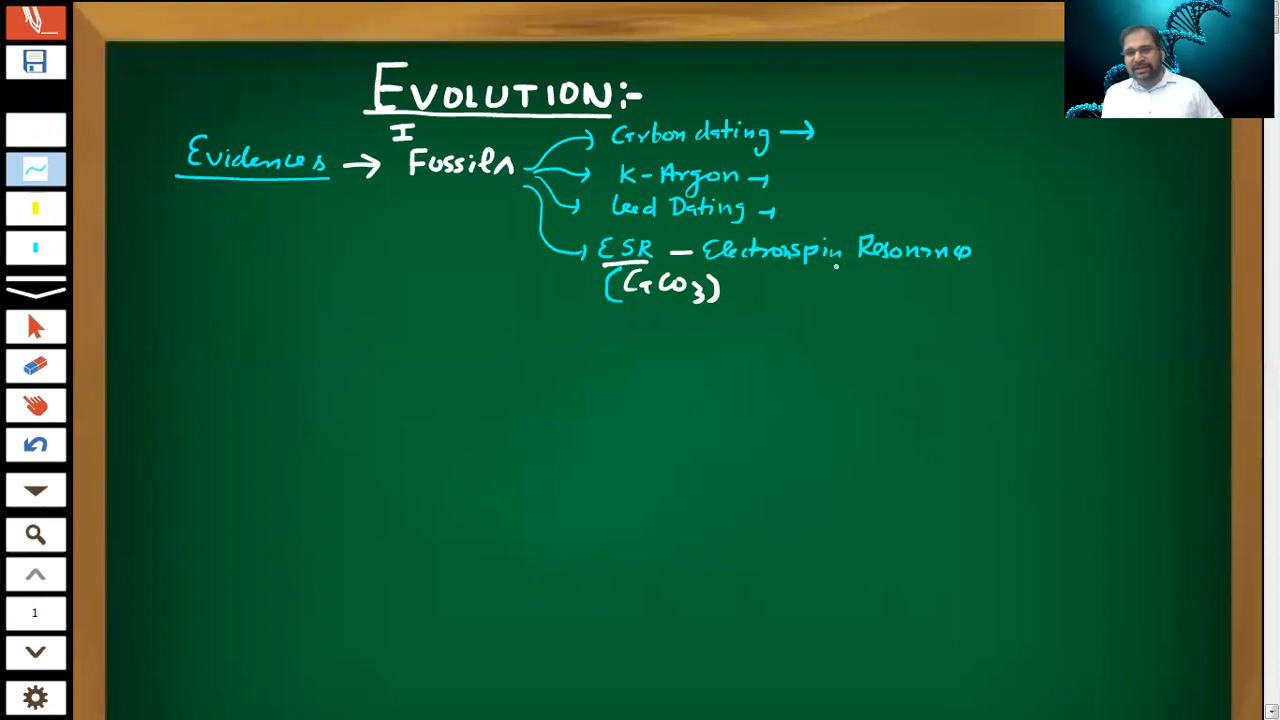 EVOLUTION:-
I
Evidences → Fossils
Carbon dating →
K-Argon →
Lead Dating →
ESR - Electronspin Resonance
(CaCO3)
1